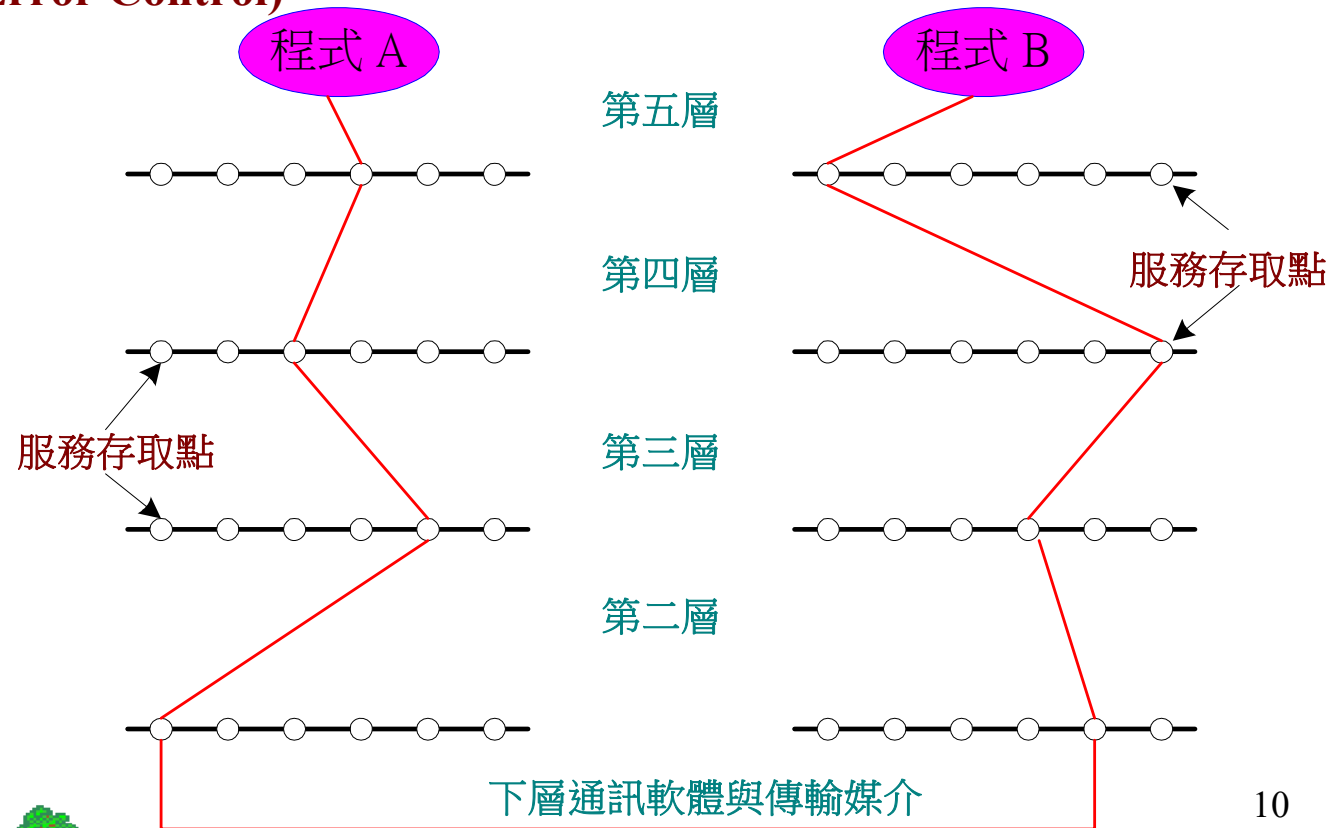 Error Control)
程式 A
程式 B
第五層
第四層
服務存取點
服務存取點
第三層
第二層
下層通訊軟體與傳輸媒介
10